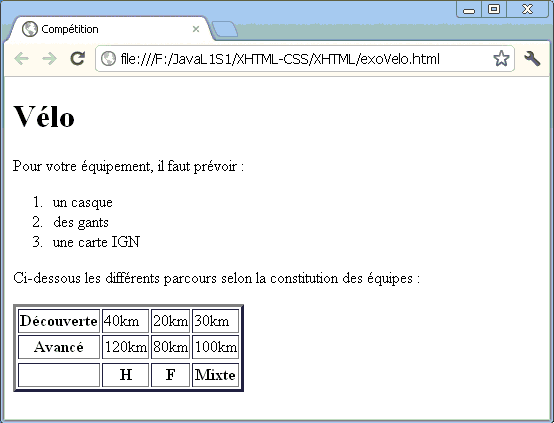 Compétition
file:///F:/JavaL1S1/XHTML-CSS/XHTML/exoVelo.html
Vélo
Pour votre équipement, il faut prévoir :
1. un casque
2. des gants
3. une carte IGN
Ci-dessous les différents parcours selon la constitution des équipes :
Découverte 40km 20km 30km
Avancé 120km 80km 100km
H F Mixte